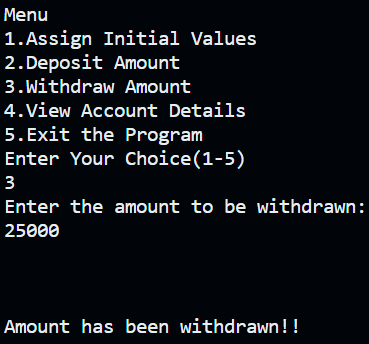 Menu
1.Assign Initial Values
2.Deposit Amount
3.Withdraw Amount
4.View Account Details
5.Exit the Program
Enter Your Choice(1-5)
3
Enter the amount to be withdrawn:
25000
Amount has been withdrawn!!